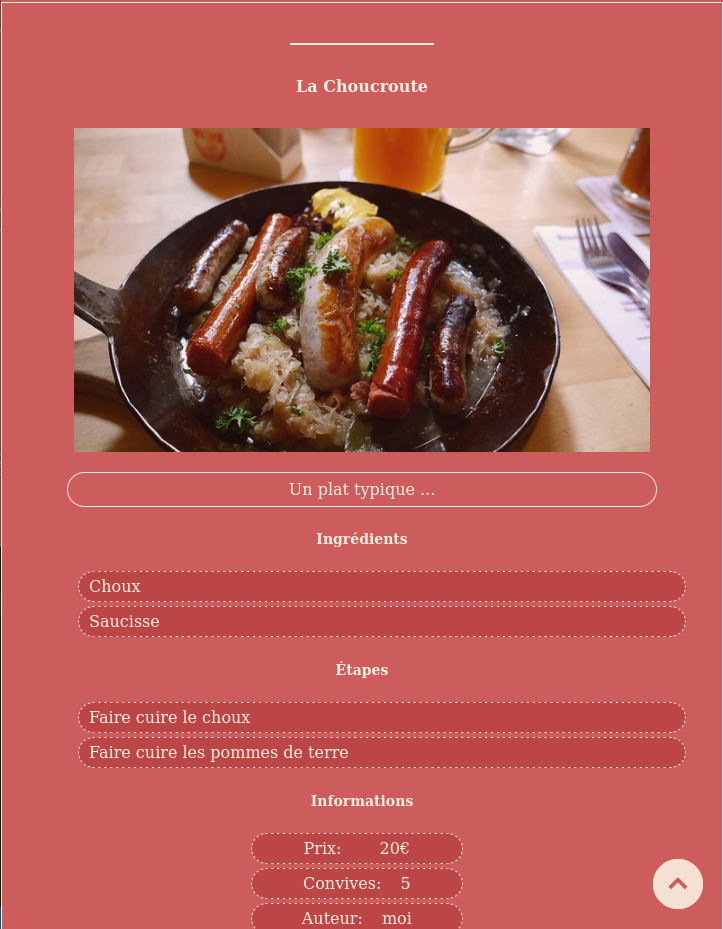 La Choucroute
Un plat typique ...
Ingrédients
Choux
Saucisse
Étapes
Faire cuire le choux
Faire cuire les pommes de terre
Informations
Prix: 20€
Convives: 5
Auteur: moi